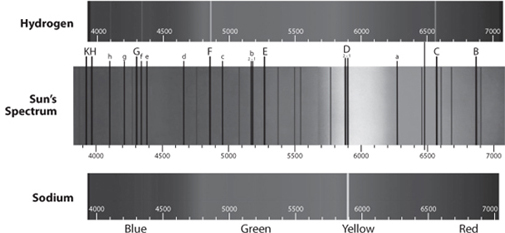 Hydrogen
4000 4500 5000 5500 6000 6500 7000
K H h g G f e d F c b E D a C B
Sun's
Spectrum
4000 4500 5000 5500 6000 6500 7000
Sodium
4000 4500 5000 5500 6000 6500 7000
Blue Green Yellow Red